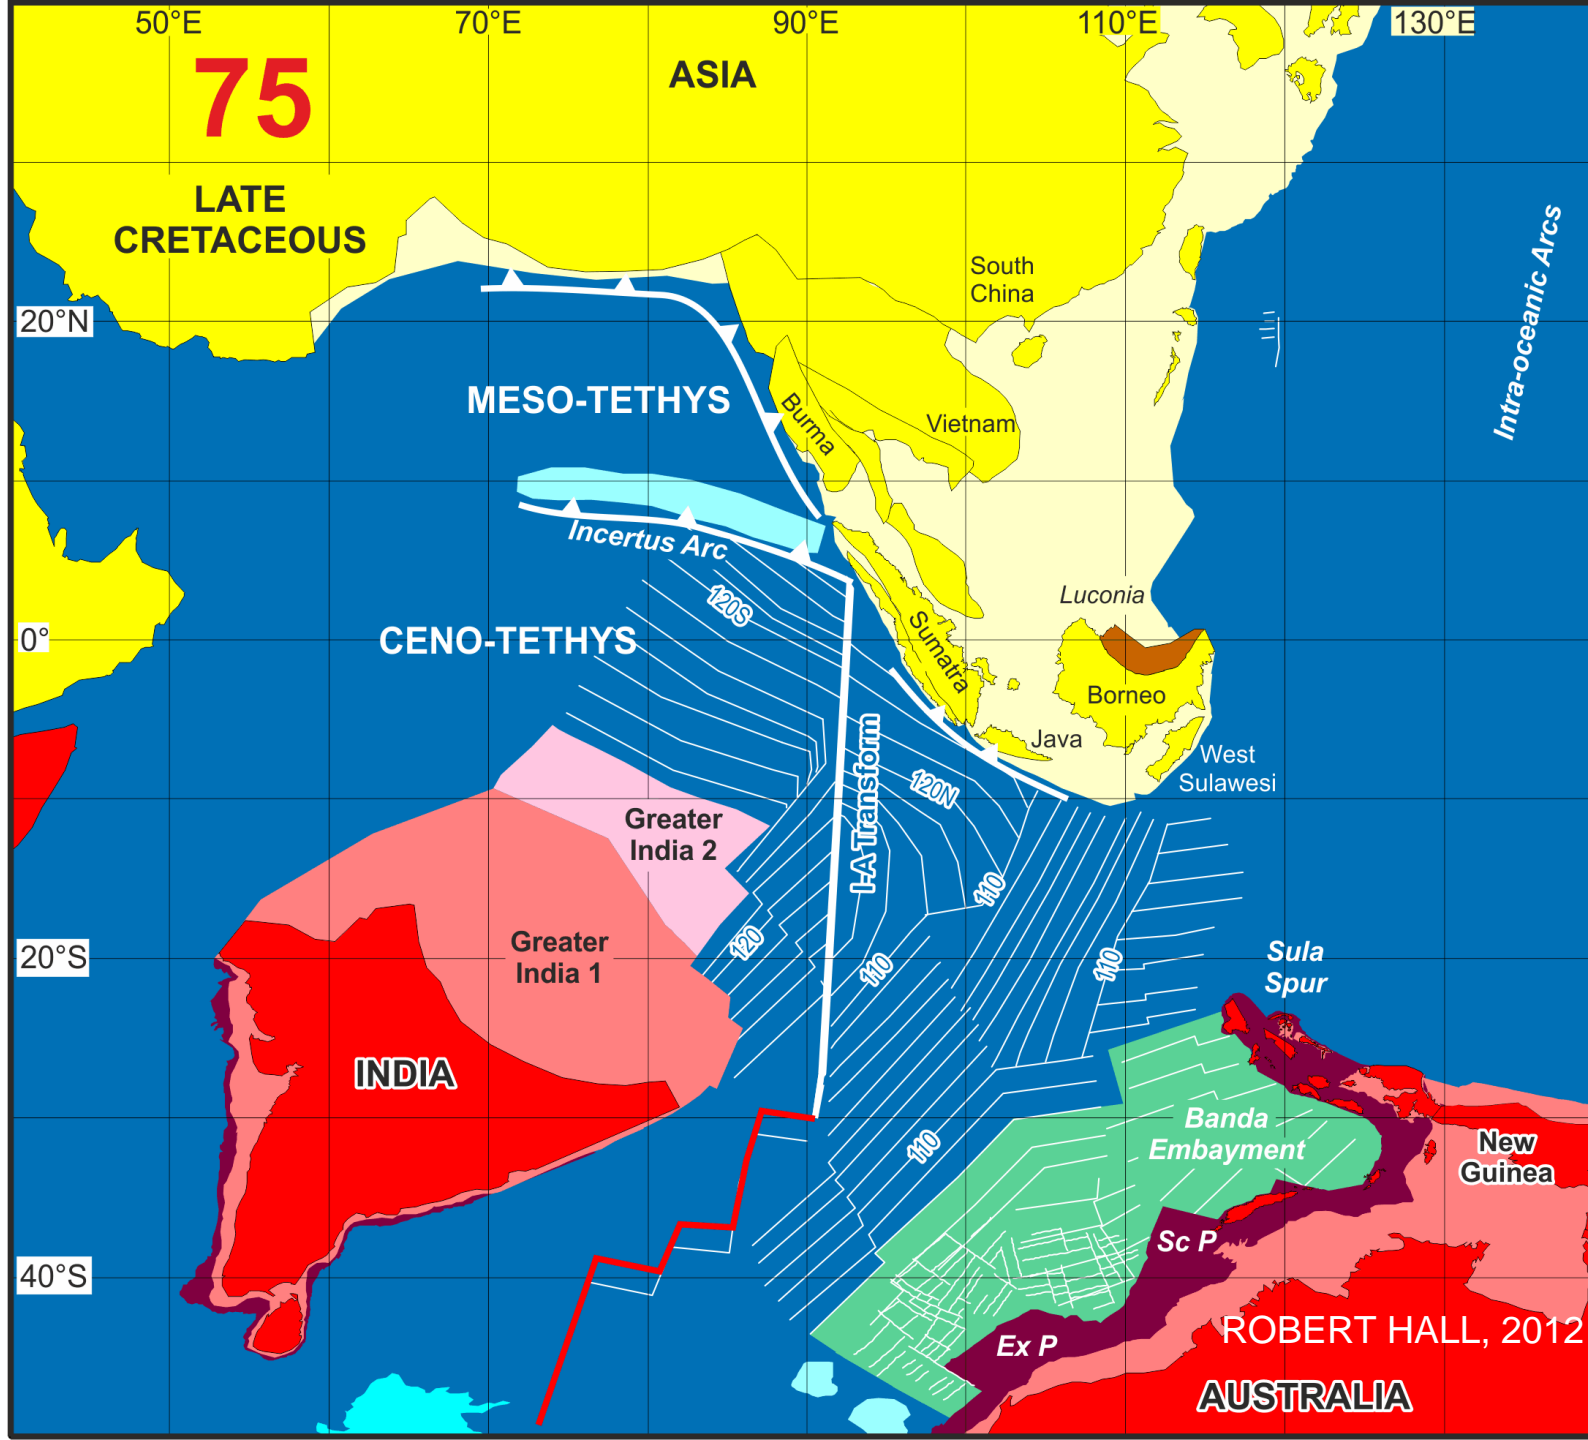 50°E
70°E
90°E
110°E
130°E
75
ASIA
LATE
CRETACEOUS
South
China
Intra-oceanic Arcs
20°N
MESO-TETHYS
Burma
Vietnam
Incertus Arc
120S
Luconia
0°
CENO-TETHYS
Sumatra
Borneo
Java
West
Sulawesi
I-A Transform
120N
Greater
India 2
110
Greater
India 1
120
110
110
20°S
Sula
Spur
INDIA
Banda
Embayment
110
New
Guinea
Sc P
40°S
Ex P
ROBERT HALL, 2012
AUSTRALIA